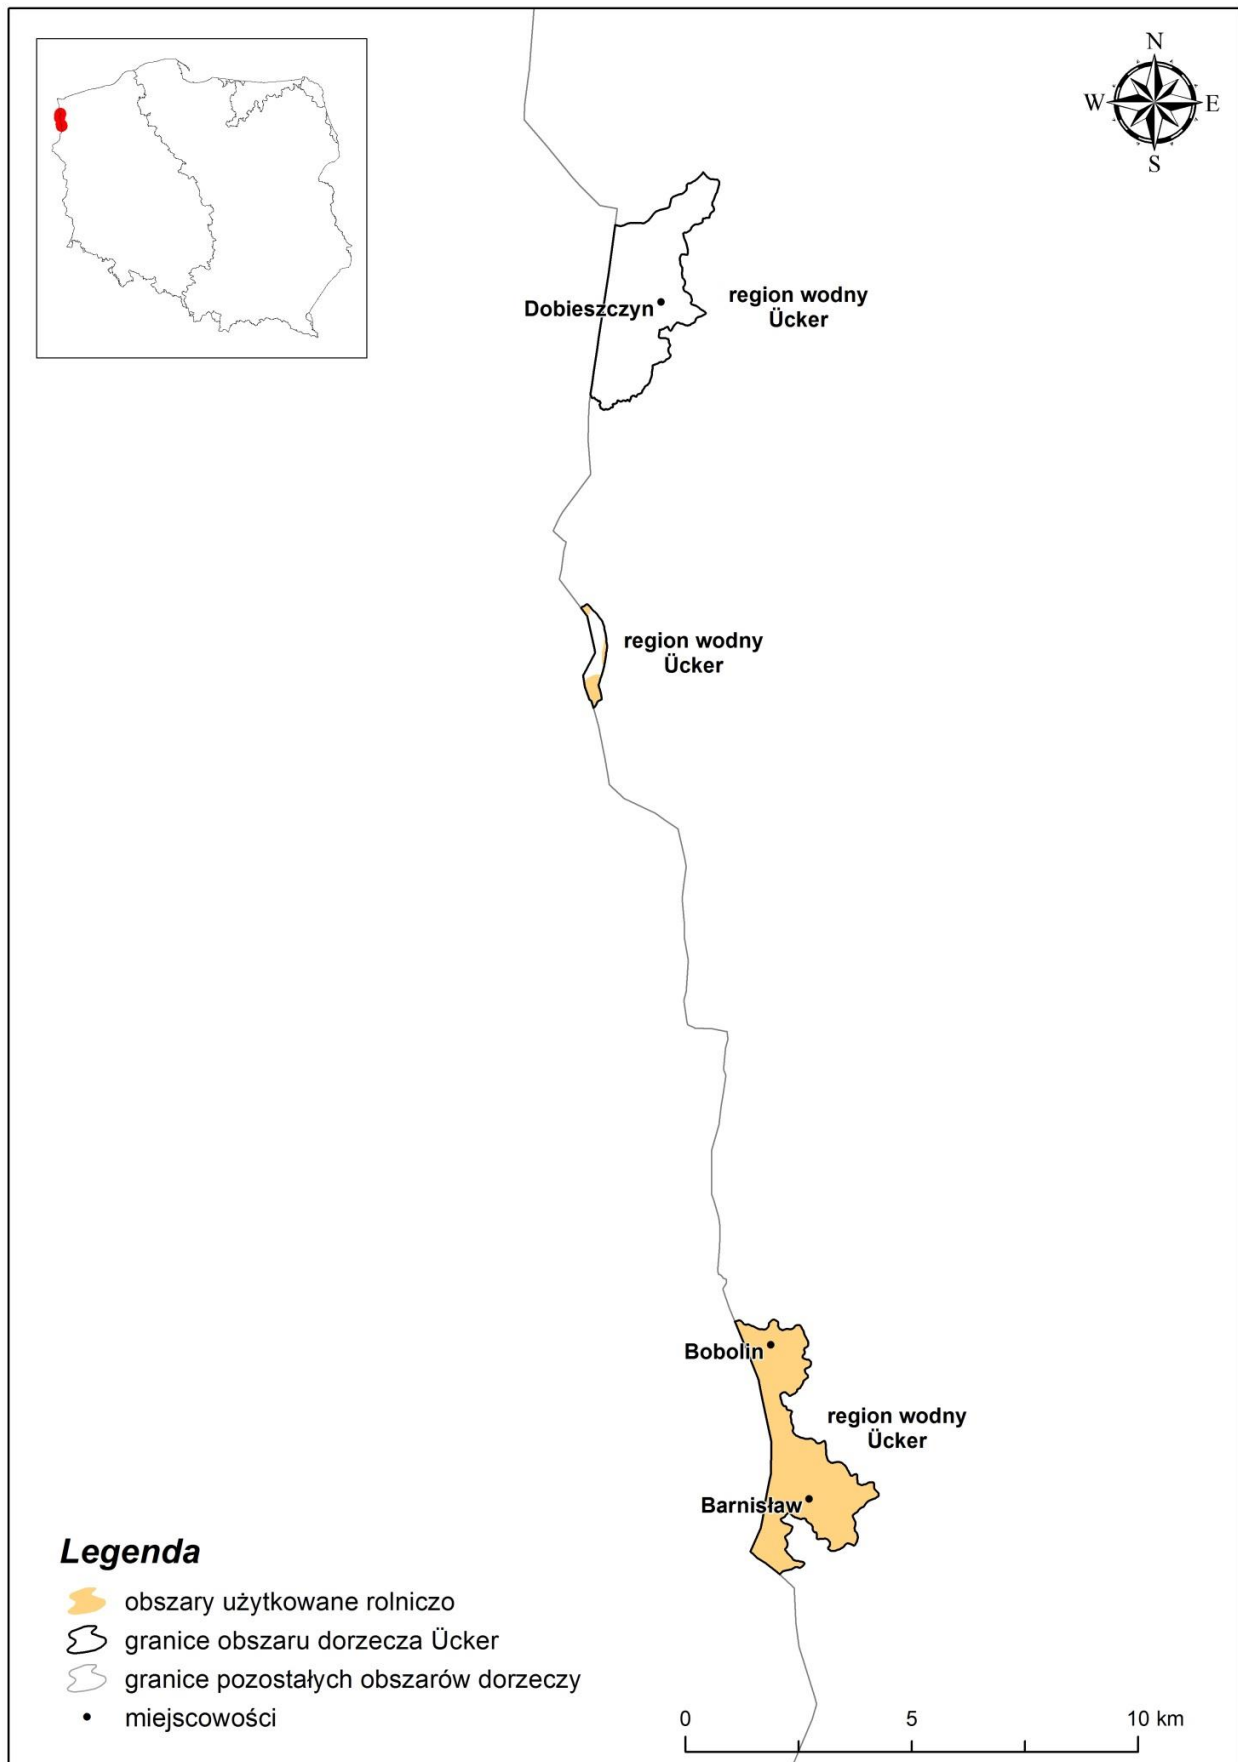 N
W
E
S
Dobieszczyn
region wodny
Ücker
region wodny
Ücker
Bobolin
region wodny
Ücker
Barnisław
Legenda
obszary użytkowane rolniczo
granice obszaru dorzecza Ücker
granice pozostałych obszarów dorzeczy
miejscowości
0 5 10 km